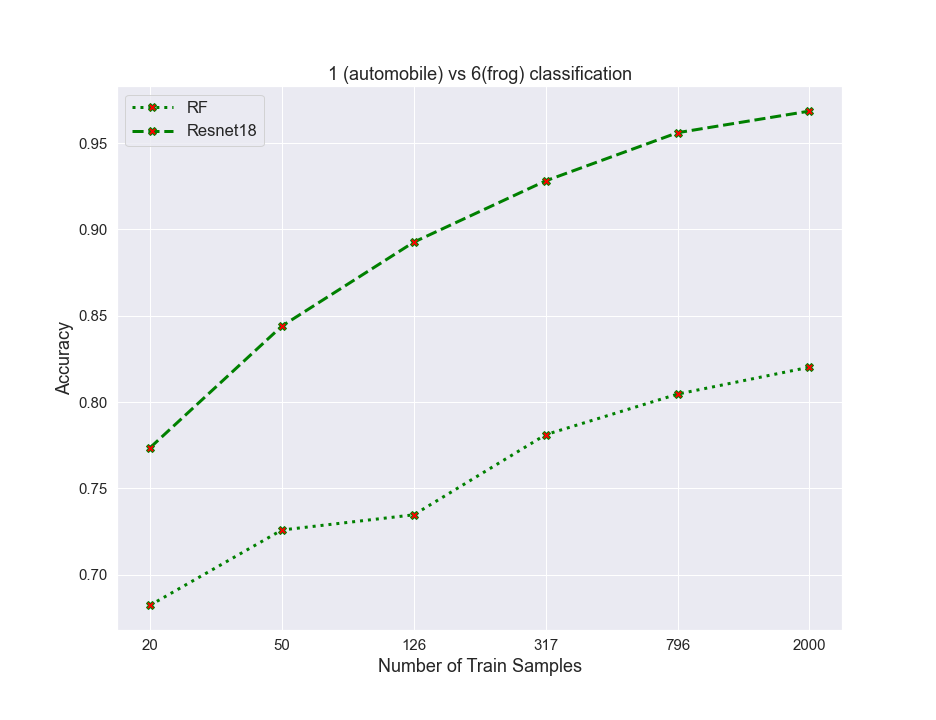 1 (automobile) vs 6(frog) classification
RF
Resnet18
0.95
0.90
0.85
0.80
0.75
0.70
Accuracy
20 50 126 317 796 2000
Number of Train Samples